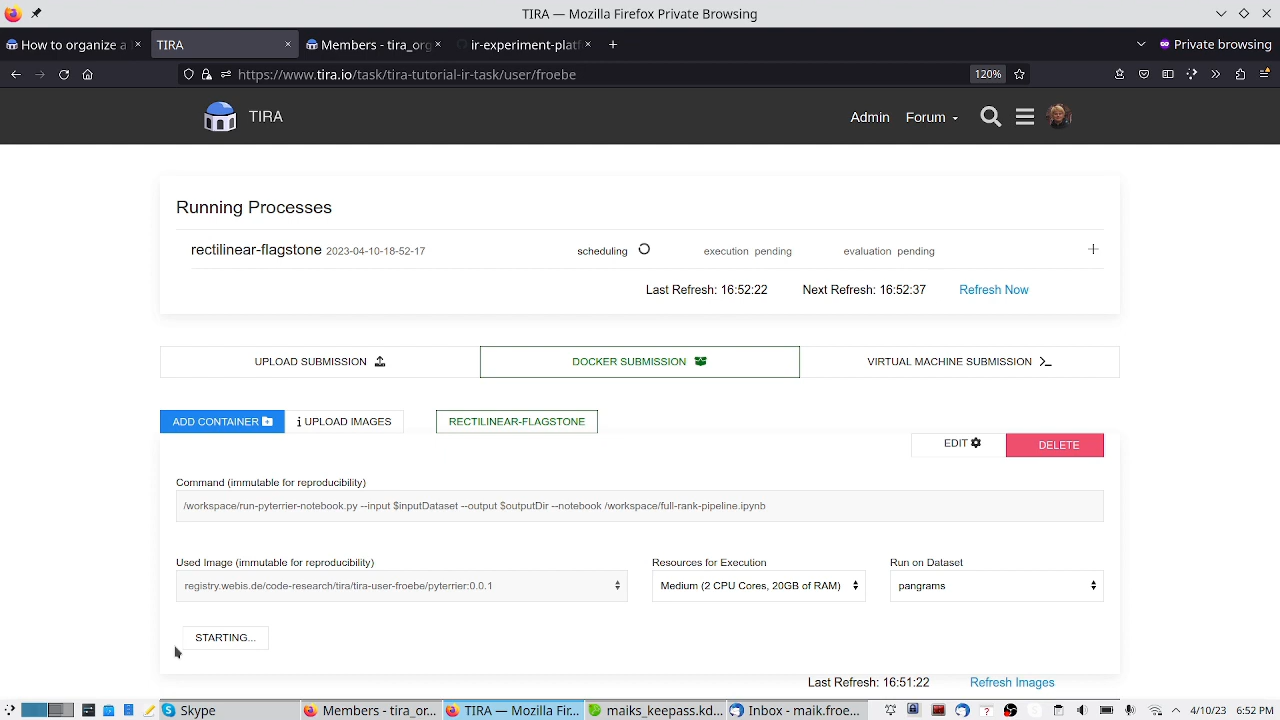 TIRA — Mozilla Firefox Private Browsing
How to organize a
TIRA
Members - tira_org
ir-experiment-platf
Private browsing
https://www.tira.io/task/tira-tutorial-ir-task/user/froebe
120%
TIRA
Admin
Forum
Running Processes
rectilinear-flagstone 2023-04-10-18-52-17
scheduling
execution pending
evaluation pending
Last Refresh: 16:52:22
Next Refresh: 16:52:37
Refresh Now
UPLOAD SUBMISSION
DOCKER SUBMISSION
VIRTUAL MACHINE SUBMISSION
ADD CONTAINER
UPLOAD IMAGES
RECTILINEAR-FLAGSTONE
EDIT
DELETE
Command (immutable for reproducibility)
/workspace/run-pyterrier-notebook.py --input $inputDataset --output $outputDir --notebook /workspace/full-rank-pipeline.ipynb
Used Image (immutable for reproducibility)
Resources for Execution
Run on Dataset
registry.webis.de/code-research/tira/tira-user-froebe/pyterrier:0.0.1
Medium (2 CPU Cores, 20GB of RAM)
pangrams
STARTING...
Last Refresh: 16:51:22
Refresh Images
Skype
Members - tira_or...
TIRA — Mozilla Fir...
maiks_keepass.kd...
Inbox - maik.froe...
4/10/23
6:52 PM